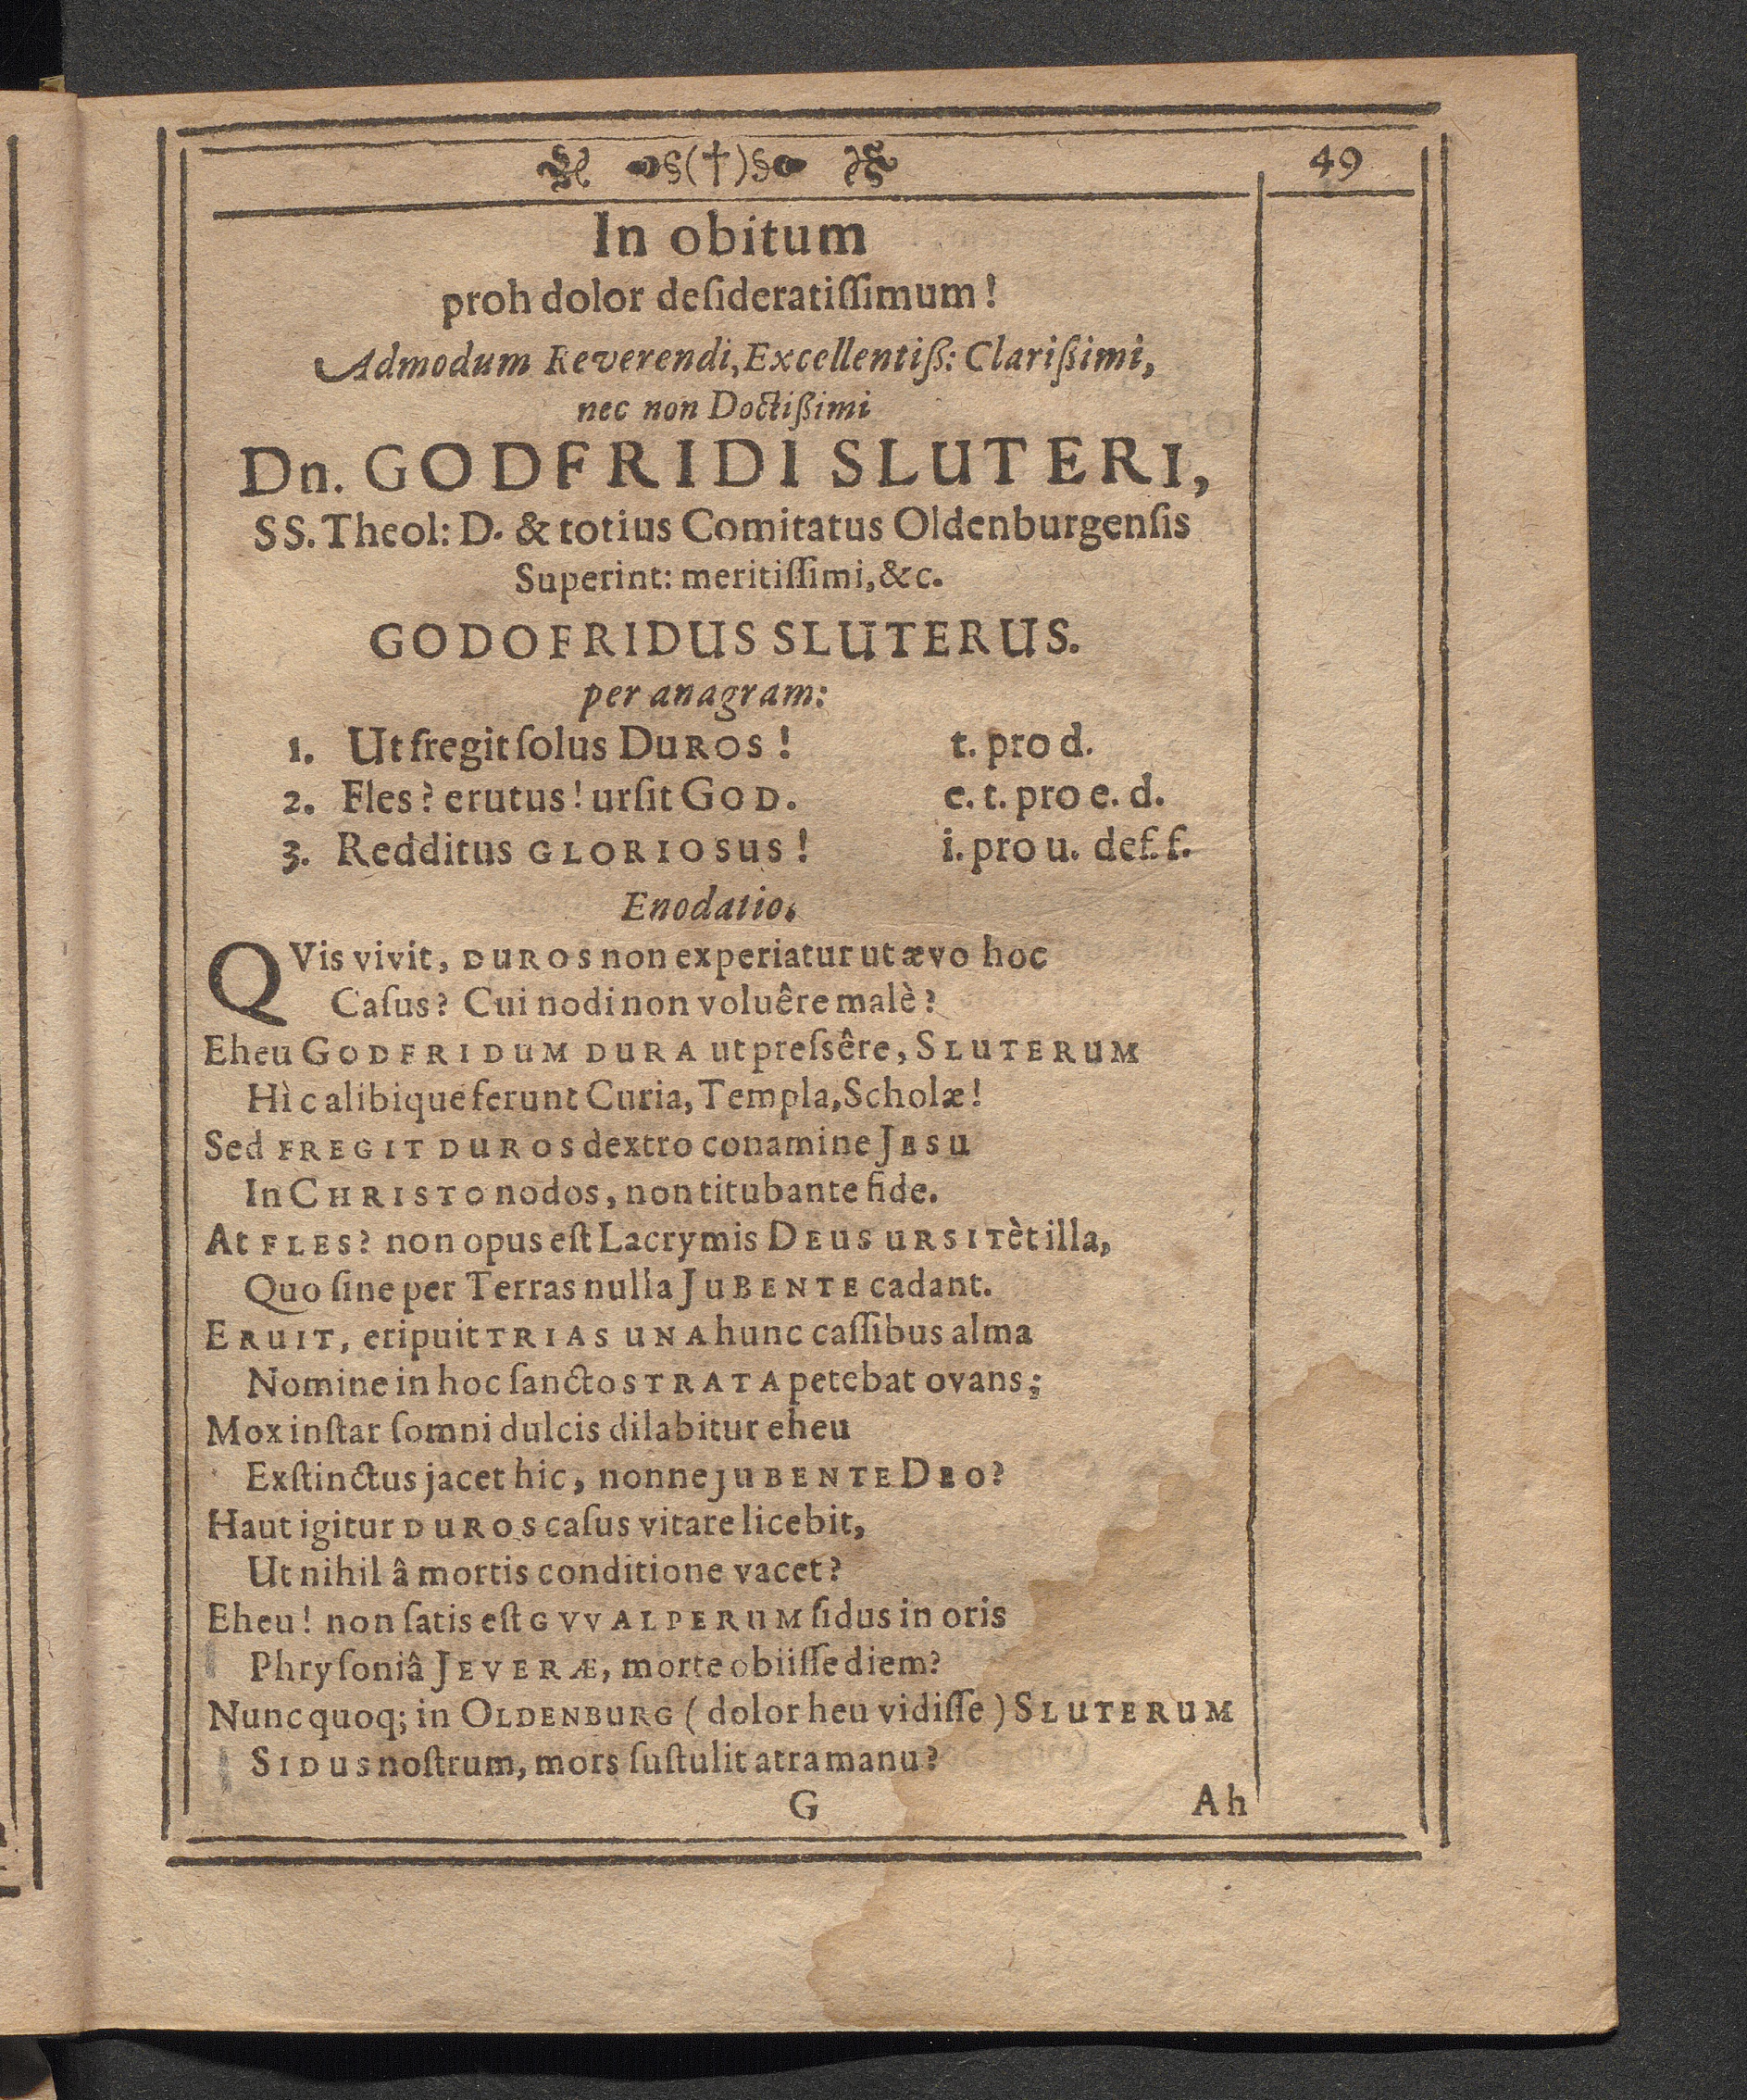 §(†)§ 49
In obitum
proh dolor deſideratiſſimum!
Admodum Reverendi, Excellentiß: Clarißimi,
nec non Doctißimi
Dn. GODFRIDI SLUTERI,
SS. Theol: D. & totius Comitatus Oldenburgenſis
Superint: meritiſſimi, &c.
GODOFRIDUS SLUTERUS.
per anagram:
1. Ut fregit ſolus DUROS! t. pro d.
2. Fles? erutus! urſit GOD. e. t. pro e. d.
3. Redditus GLORIOSUS! i. pro u. def. f.
Enodatio.
QVis vivit, DUROS non experiatur ut ævo hoc
Caſus? Cui nodi non voluêre malè?
Eheu GODFRIDUM DURA ut preſsêre, SLUTERUM
Hìc alibique ferunt Curia, Templa, Scholæ!
Sed FREGIT DUROS dextro conamine JESU
In CHRISTO nodos, non titubante fide.
At FLES? non opus eſt Lacrymis DEUS URSIT èt illa,
Quo ſine per Terras nulla JUBENTE cadant.
ERUIT, eripuit TRIAS UNA hunc caſſibus alma
Nomine in hoc ſancto STRATA petebat ovans;
Mox inſtar ſomni dulcis dilabitur eheu
Exſtinctus jacet hic, nonne JUBENTE DEO?
Haut igitur DUROS caſus vitare licebit,
Ut nihil â mortis conditione vacet?
Eheu! non ſatis eſt GVVALPERUM ſidus in oris
Phryſoniâ JEVERÆ, morte obiiſſe diem?
Nunc quoq; in OLDENBURG (dolor heu vidiſſe) SLUTERUM
SIDUS noſtrum, mors ſuſtulit atra manu?
G Ah